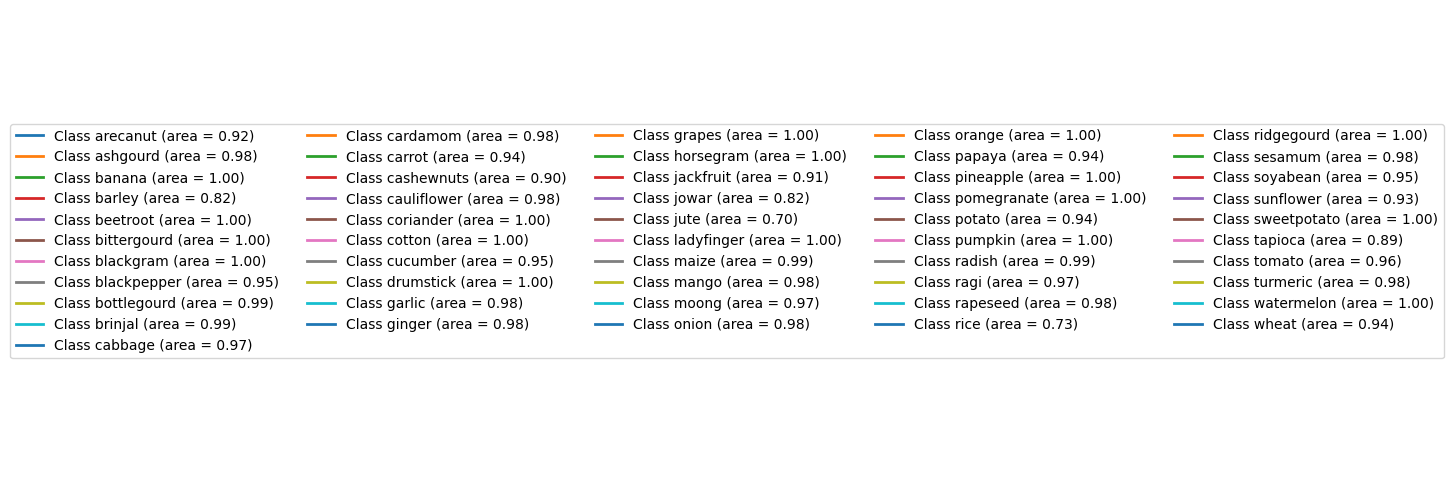 Class arecanut (area = 0.92)
Class ashgourd (area = 0.98)
Class banana (area = 1.00)
Class barley (area = 0.82)
Class beetroot (area = 1.00)
Class bittergourd (area = 1.00)
Class blackgram (area = 1.00)
Class blackpepper (area = 0.95)
Class bottlegourd (area = 0.99)
Class brinjal (area = 0.99)
Class cabbage (area = 0.97)
Class cardamom (area = 0.98)
Class carrot (area = 0.94)
Class cashewnuts (area = 0.90)
Class cauliflower (area = 0.98)
Class coriander (area = 1.00)
Class cotton (area = 1.00)
Class cucumber (area = 0.95)
Class drumstick (area = 1.00)
Class garlic (area = 0.98)
Class ginger (area = 0.98)
Class grapes (area = 1.00)
Class horsegram (area = 1.00)
Class jackfruit (area = 0.91)
Class jowar (area = 0.82)
Class jute (area = 0.70)
Class ladyfinger (area = 1.00)
Class maize (area = 0.99)
Class mango (area = 0.98)
Class moong (area = 0.97)
Class onion (area = 0.98)
Class orange (area = 1.00)
Class papaya (area = 0.94)
Class pineapple (area = 1.00)
Class pomegranate (area = 1.00)
Class potato (area = 0.94)
Class pumpkin (area = 1.00)
Class radish (area = 0.99)
Class ragi (area = 0.97)
Class rapeseed (area = 0.98)
Class rice (area = 0.73)
Class ridgegourd (area = 1.00)
Class sesamum (area = 0.98)
Class soyabean (area = 0.95)
Class sunflower (area = 0.93)
Class sweetpotato (area = 1.00)
Class tapioca (area = 0.89)
Class tomato (area = 0.96)
Class turmeric (area = 0.98)
Class watermelon (area = 1.00)
Class wheat (area = 0.94)